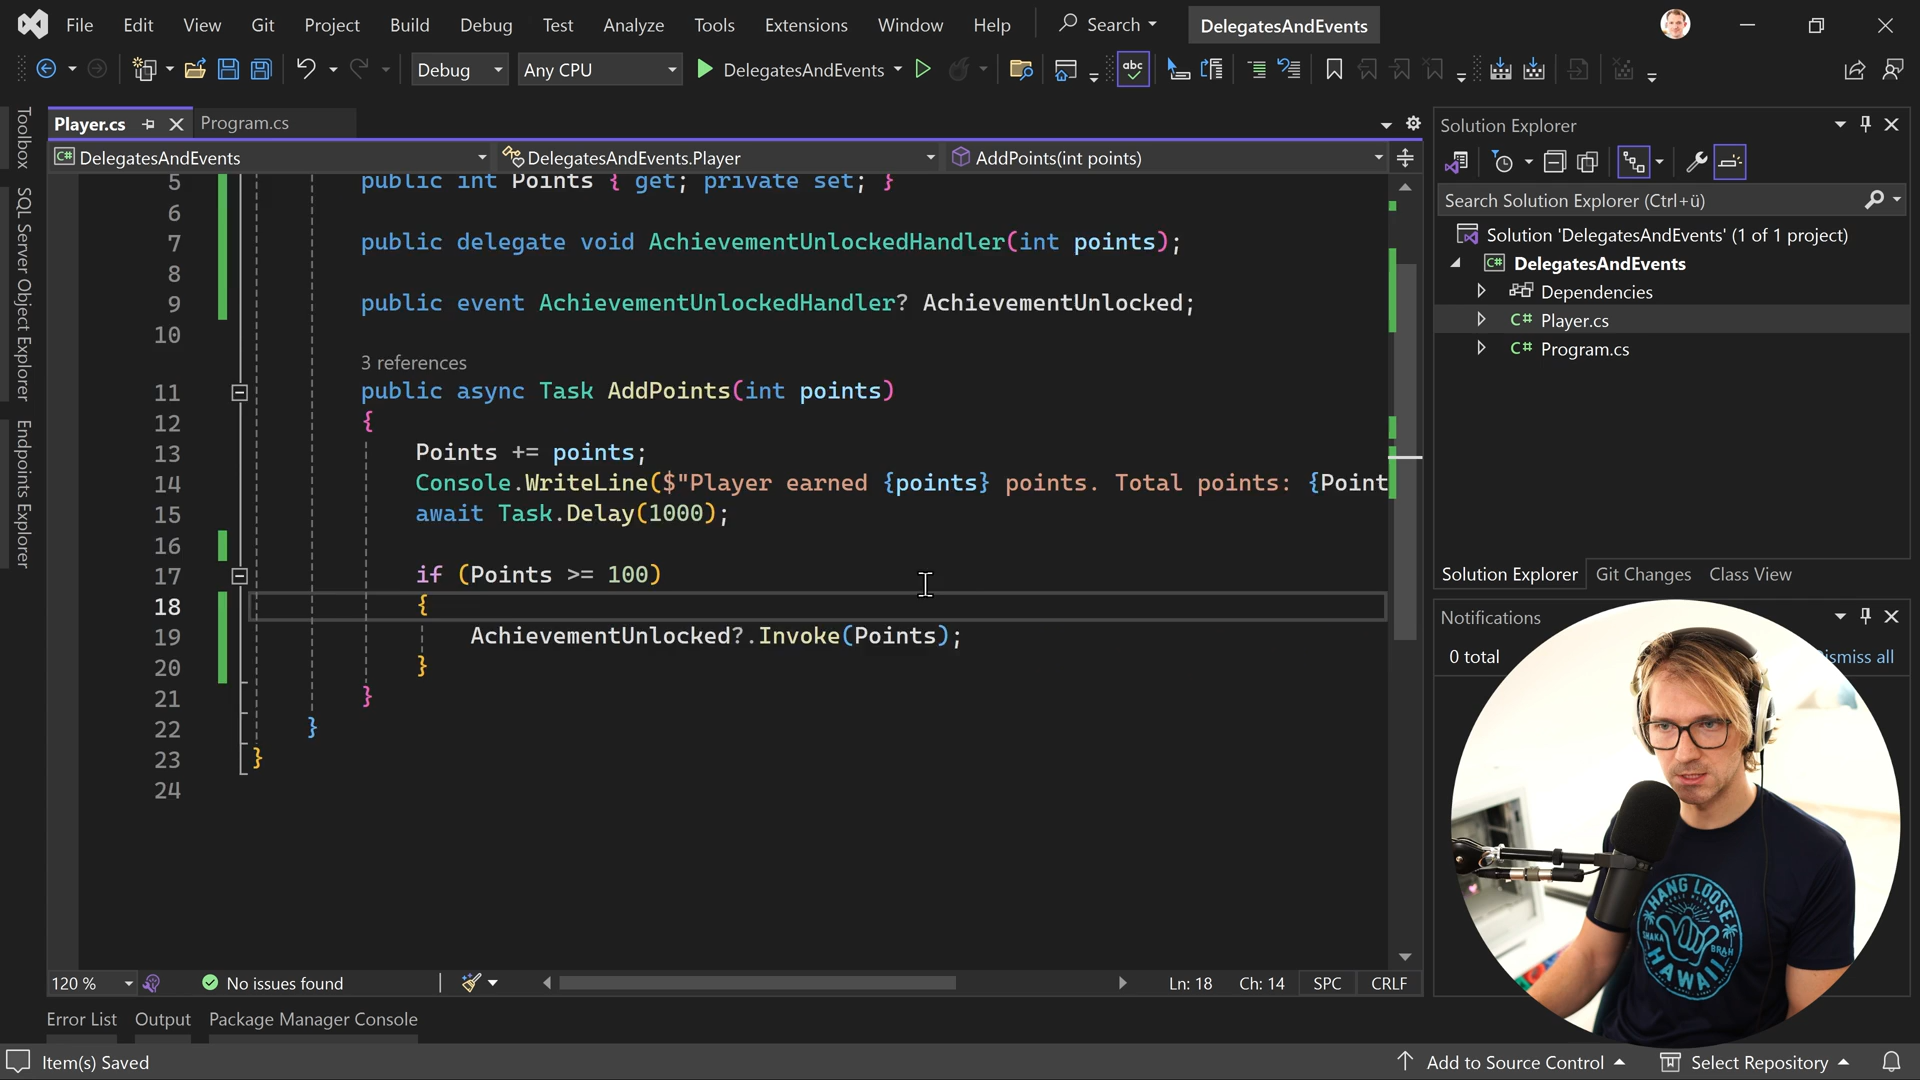 File Edit View Git Project Build Debug Test Analyze Tools Extensions Window Help Search DelegatesAndEvents
Debug Any CPU DelegatesAndEvents
Player.cs Program.cs
DelegatesAndEvents DelegatesAndEvents.Player AddPoints(int points)
5 public int Points { get; private set; }
6
7 public delegate void AchievementUnlockedHandler(int points);
8
9 public event AchievementUnlockedHandler? AchievementUnlocked;
10
3 references
11 public async Task AddPoints(int points)
12 {
13 Points += points;
14 Console.WriteLine($"Player earned {points} points. Total points: {Point
15 await Task.Delay(1000);
16
17 if (Points >= 100)
18 {
19 AchievementUnlocked?.Invoke(Points);
20 }
21 }
22 }
23 }
24
120 % No issues found Ln: 18 Ch: 14 SPC CRLF
Error List Output Package Manager Console
Item(s) Saved Add to Source Control Select Repository
Toolbox
SQL Server Object Explorer
Endpoints Explorer
Solution Explorer
Search Solution Explorer (Ctrl+ü)
Solution 'DelegatesAndEvents' (1 of 1 project)
DelegatesAndEvents
Dependencies
C# Player.cs
C# Program.cs
Solution Explorer Git Changes Class View
Notifications
0 total ismiss all
HANG LOOSE
SHAKA BRAH
HAWAII